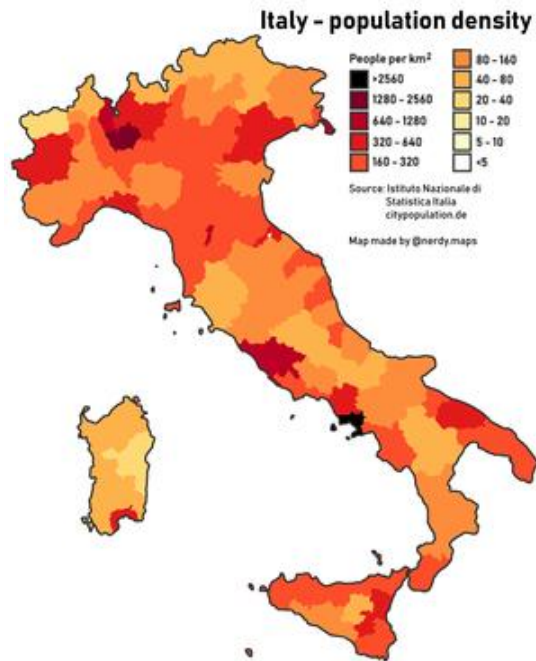 Italy - population density
People per km²
>2560
1280 - 2560
640 - 1280
320 - 640
160 - 320
80 - 160
40 - 80
20 - 40
10 - 20
5 - 10
<5
Source: Istituto Nazionale di
Statistica Italia
citypopulation.de
Map made by @nerdy.maps